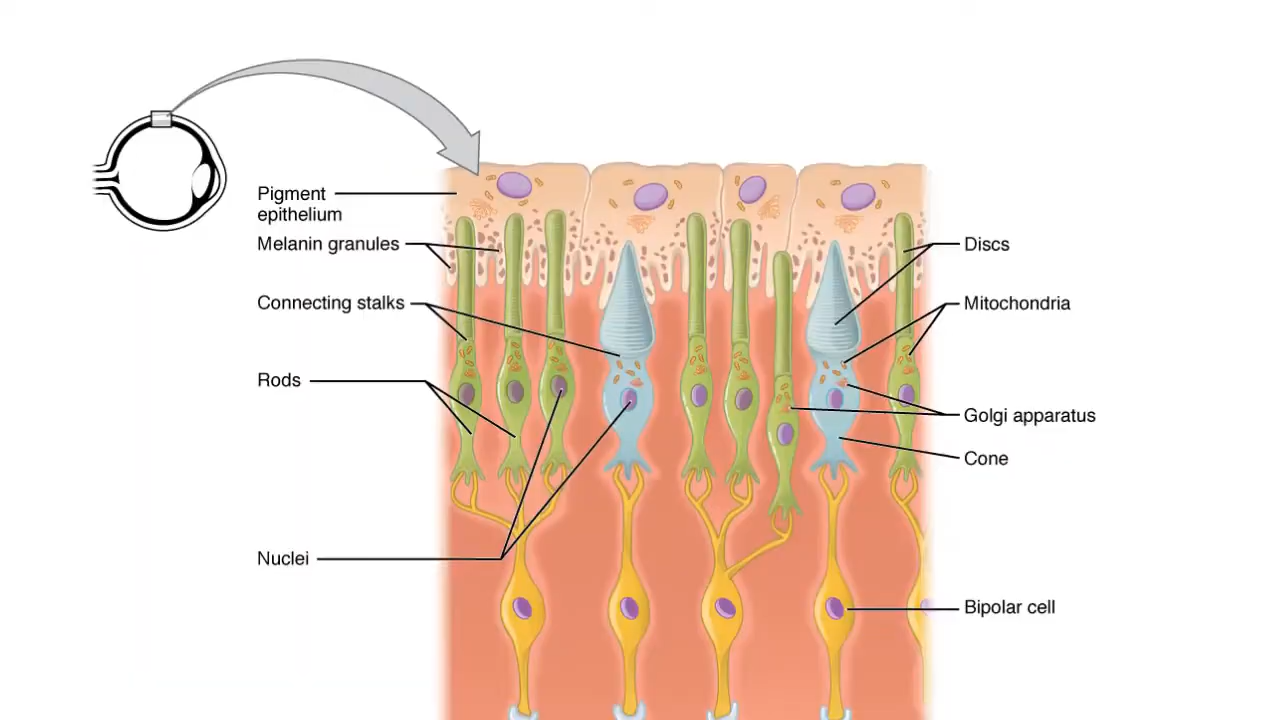 Pigment
epithelium
Melanin granules
Connecting stalks
Rods
Nuclei
Discs
Mitochondria
Golgi apparatus
Cone
Bipolar cell